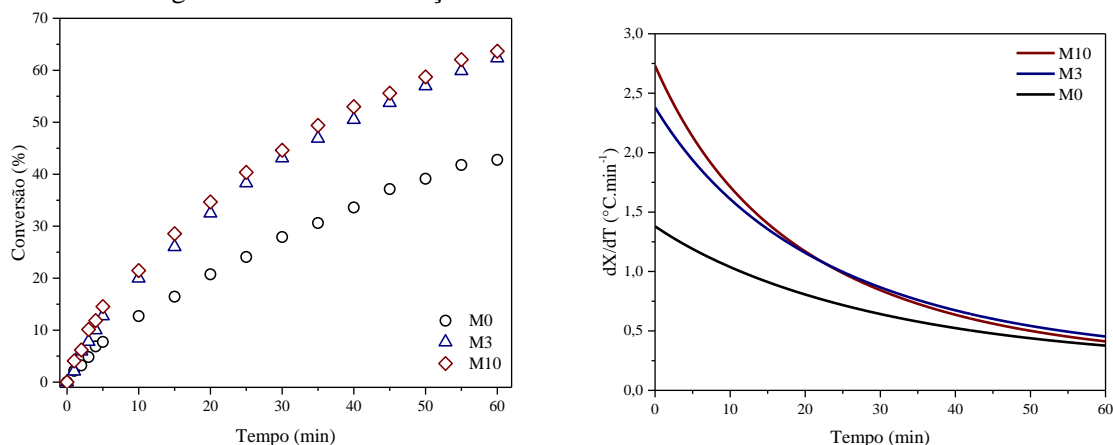 70
60
50
40
30
20
10
0
Conversão (%)
0 10 20 30 40 50 60
Tempo (min)
M0
M3
M10
3,0
2,5
2,0
1,5
1,0
0,5
0,0
dX/dT (°C.min⁻¹)
0 10 20 30 40 50 60
Tempo (min)
M10
M3
M0